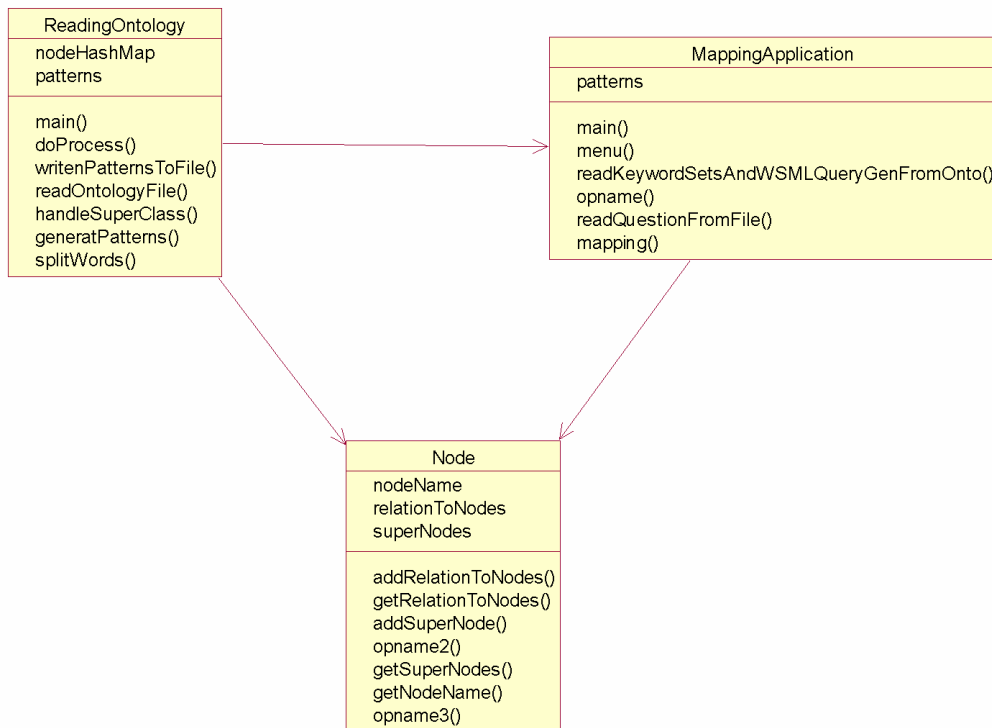 ReadingOntology
nodeHashMap
patterns
main()
doProcess()
writenPatternsToFile()
readOntologyFile()
handleSuperClass()
generatPatterns()
splitWords()
MappingApplication
patterns
main()
menu()
readKeywordSetsAndWSMLQueryGenFromOnto()
opname()
readQuestionFromFile()
mapping()
Node
nodeName
relationToNodes
superNodes
addRelationToNodes()
getRelationToNodes()
addSuperNode()
opname2()
getSuperNodes()
getNodeName()
opname3()